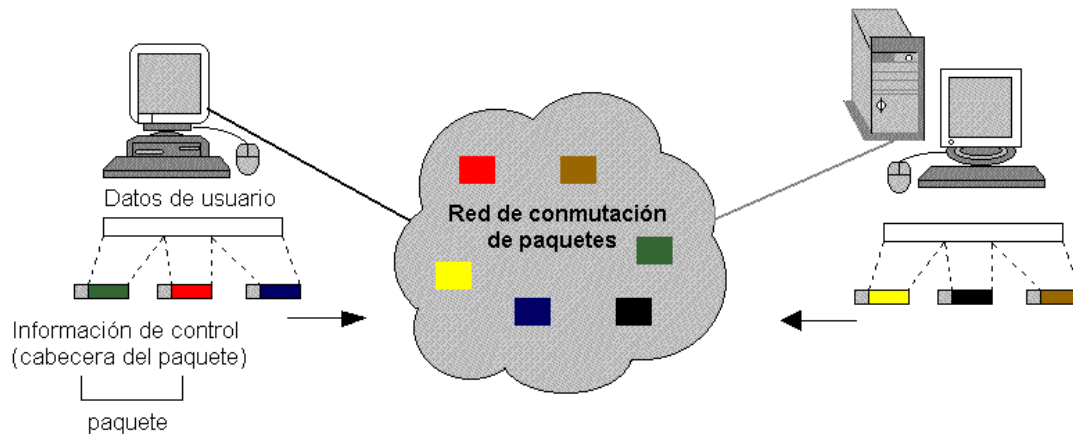 Datos de usuario
Red de conmutación
de paquetes
Información de control
(cabecera del paquete)
paquete